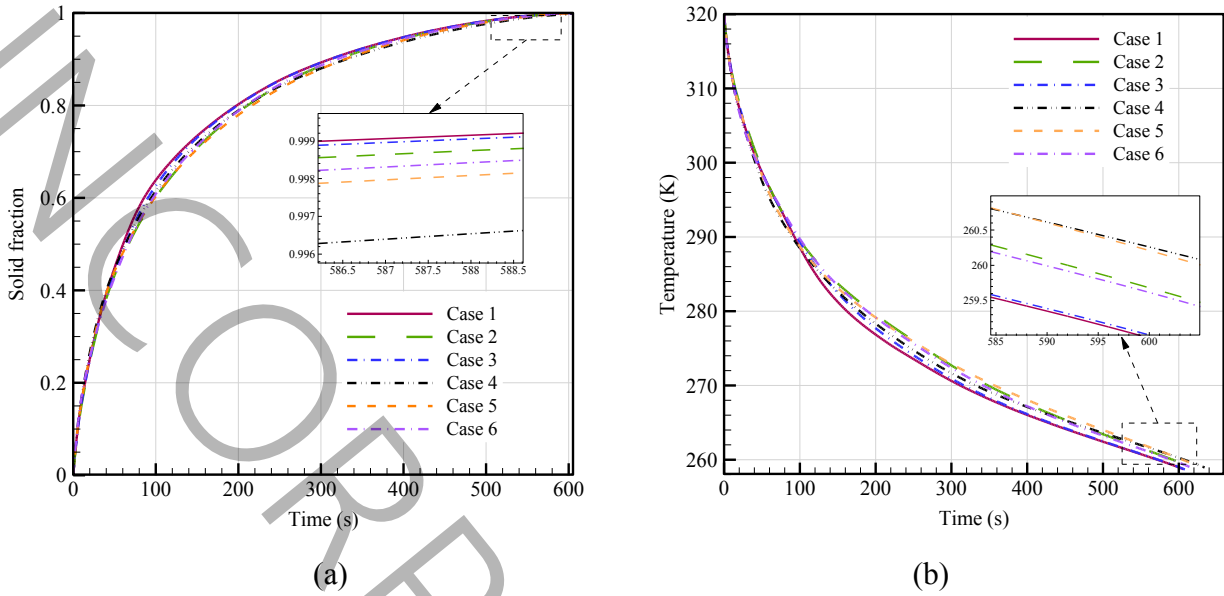 1
0.8
0.6
0.4
0.2
0
Solid fraction
0 100 200 300 400 500 600
Time (s)
0.999
0.998
0.997
0.996
586.5 587 587.5 588 588.5
Case 1
Case 2
Case 3
Case 4
Case 5
Case 6
(a)
320
310
300
290
280
270
260
Temperature (K)
0 100 200 300 400 500 600
Time (s)
Case 1
Case 2
Case 3
Case 4
Case 5
Case 6
260.5
260
259.5
585 590 595 600
(b)
NCORR